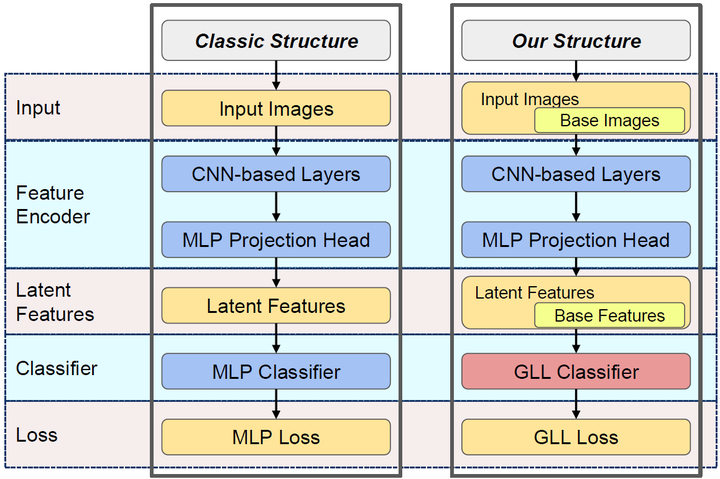 Classic Structure
Our Structure
Input
Input Images
Input Images
Base Images
Feature
Encoder
CNN-based Layers
CNN-based Layers
MLP Projection Head
MLP Projection Head
Latent
Features
Latent Features
Latent Features
Base Features
Classifier
MLP Classifier
GLL Classifier
Loss
MLP Loss
GLL Loss